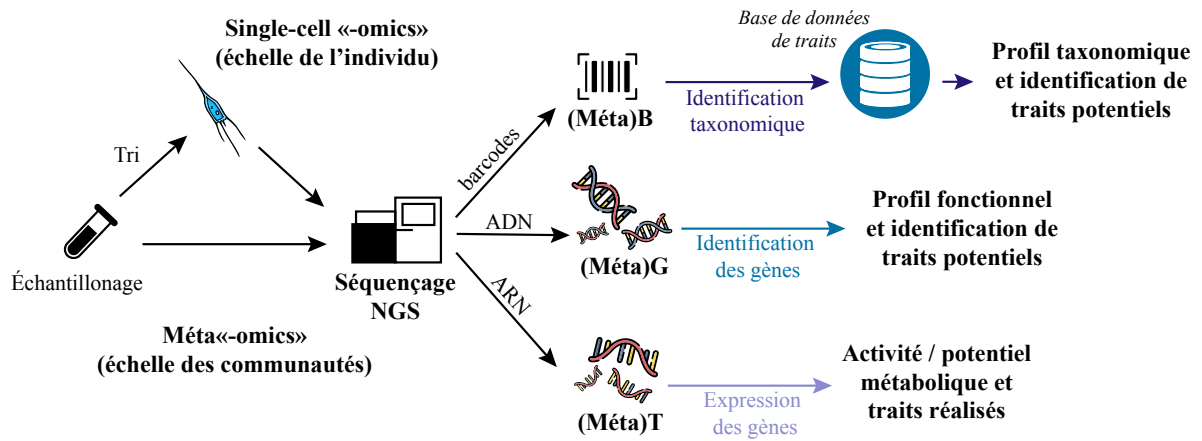 Single-cell «-omics»
(échelle de l’individu)
Tri
Échantillonage
Méta«-omics»
(échelle des communautés)
Séquençage
NGS
barcodes
ADN
ARN
(Méta)B
Identification
taxonomique
Base de données
de traits
Profil taxonomique
et identification de
traits potentiels
(Méta)G
Identification
des gènes
Profil fonctionnel
et identification de
traits potentiels
(Méta)T
Expression
des gènes
Activité / potentiel
métabolique et
traits réalisés